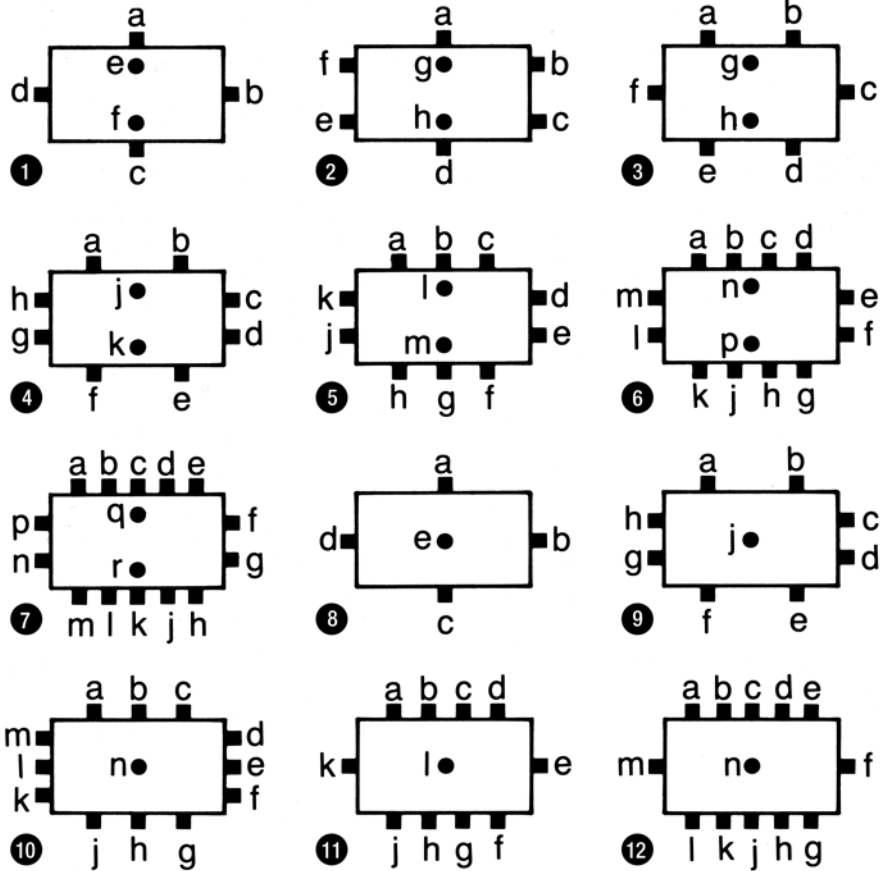 a a a b
e g g
d b f b f c
f e h c h
1 c 2 d 3 e d
a b a b c a b c d
j l n
h c k d m e
g k d j m e l p f
4 f e 5 h g f 6 k j h g
a b c d e a a b
q h c
p f d e b j
n r g g d
7 m l k j h 8 c 9 f e
a b c a b c d a b c d e
m d
l n e k l e m n f
k f
10 j h g 11 j h g f 12 l k j h g